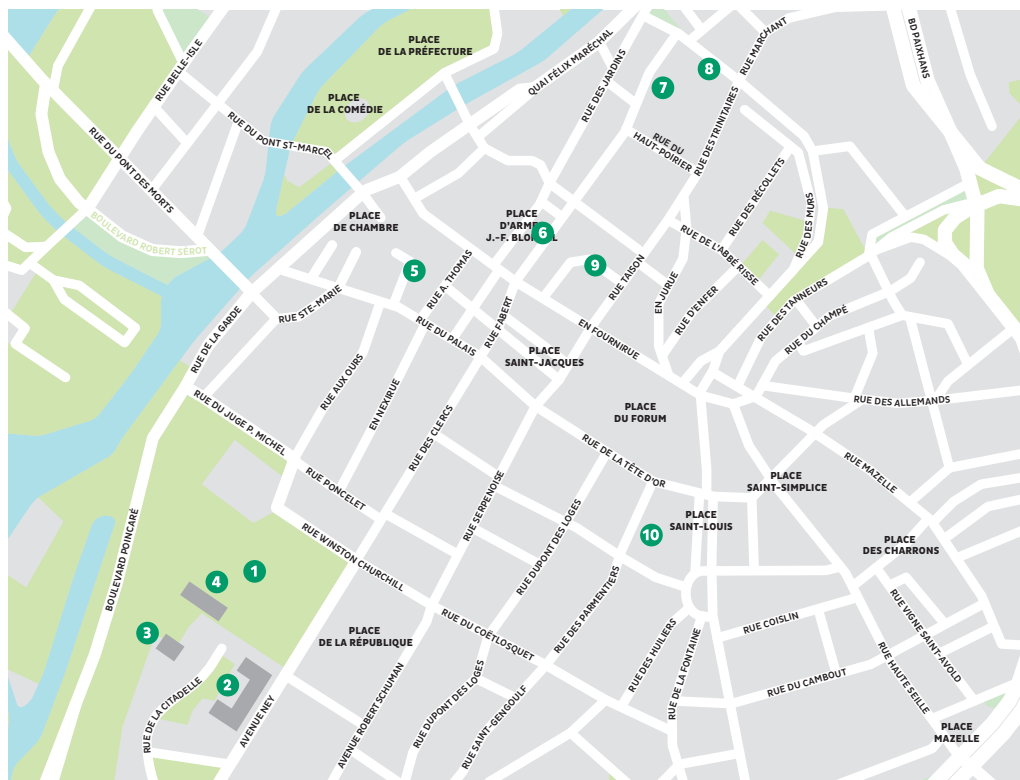 PLACE
DE LA PRÉFECTURE
BD PAIXHANS
RUE MARCHANT
RUE BELLE-ISLE
QUAI FÉLIX MARÉCHAL
RUE DES JARDINS
8
7
PLACE
DE LA COMÉDIE
RUE DU PONT ST-MARCEL
RUE DU PONT DES MORTS
RUE DU
HAUT-POIRIER
RUE DES TRINITAIRES
RUE DES RÉCOLLETS
RUE DES MURS
BOULEVARD ROBERT SÉROT
PLACE
DE CHAMBRE
PLACE
J.-F.
6
RUE DE L'ABBÉ RISSE
5
9
RUE A. THOMAS
RUE TAISON
EN JURUE
RUE D'ENFER
RUE DES TANNEURS
RUE DU CHAMPÉ
RUE STE-MARIE
RUE DE LA GARDE
RUE DU PALAIS
RUE FABERT
EN FOURNIRUE
PLACE
SAINT-JACQUES
RUE AUX OURS
EN NEXIRUE
RUE DES CLERCS
RUE DU JUGE P. MICHEL
PLACE
DU FORUM
RUE DES ALLEMANDS
RUE DE LA TÊTE D'OR
RUE MAZELLE
PLACE
SAINT-SIMPLICE
RUE PONCELET
RUE SERPENOISE
RUE DUPONT DES LOGES
PLACE
SAINT-LOUIS
10
PLACE
DES CHARRONS
BOULEVARD POINCARÉ
RUE WINSTON CHURCHILL
1
4
RUE DES PARMENTIERS
RUE VIGNE SAINT-AVOLD
3
PLACE
DE LA RÉPUBLIQUE
RUE DU COËTLOSQUET
RUE COISLIN
RUE DES HUILIERS
RUE DE LA FONTAINE
RUE HAUTE SEILLE
RUE DU CAMBOUT
2
RUE DE LA CITADELLE
AVENUE NEY
AVENUE ROBERT SCHUMAN
RUE DUPONT DES LOGES
RUE SAINT-GENGOULF
PLACE
MAZELLE